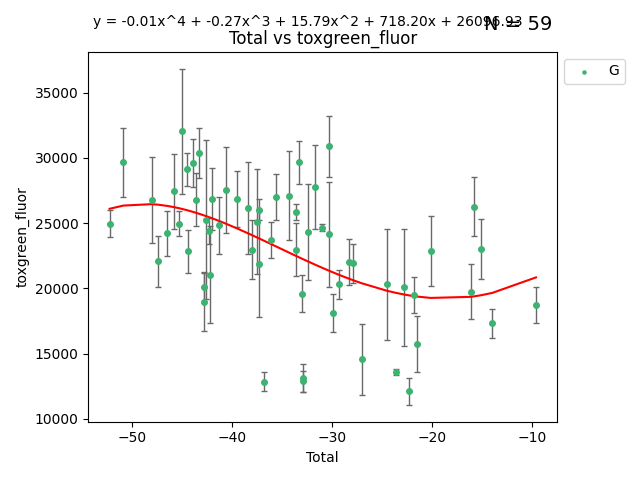 y = -0.01x^4 + -0.27x^3 + 15.79x^2 + 718.20x + 26096.93
N = 59
Total vs toxgreen_fluor
G
toxgreen_fluor
35000
30000
25000
20000
15000
10000
−50
−40
−30
−20
−10
Total